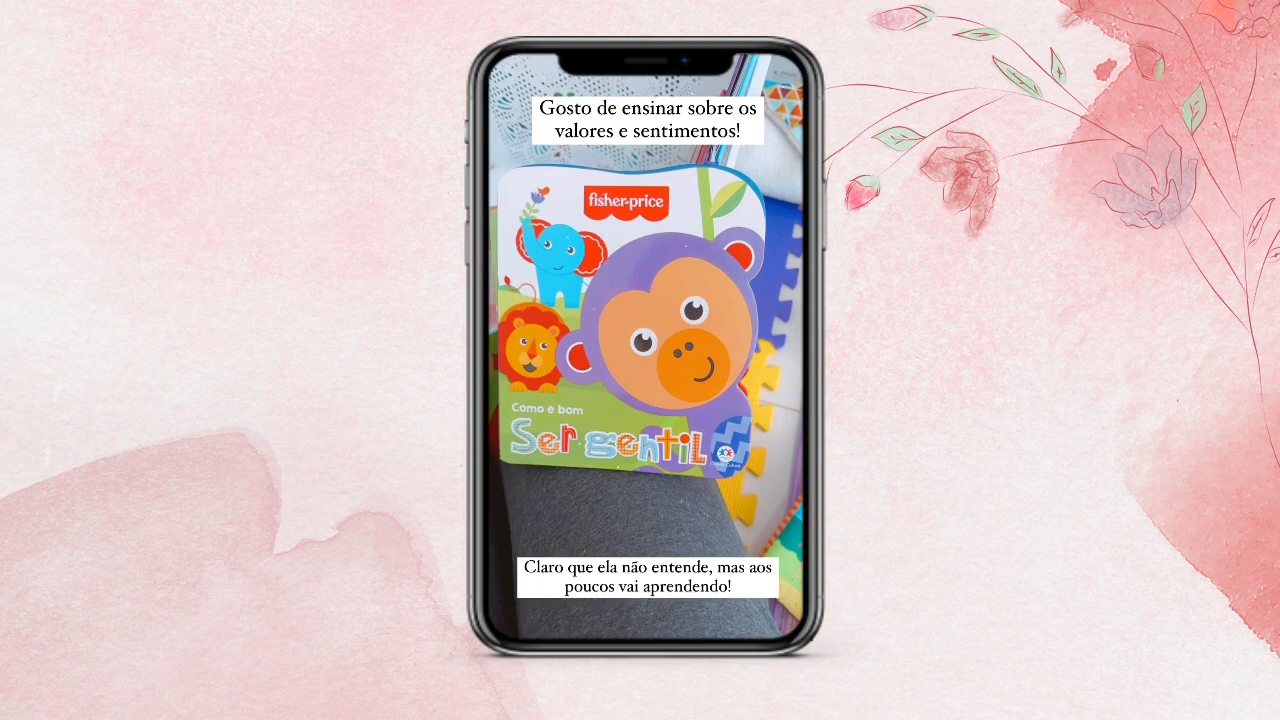 Gosto de ensinar sobre os
valores e sentimentos!
fisher-price
Como é bom
Ser gentil
Claro que ela não entende, mas aos
poucos vai aprendendo!